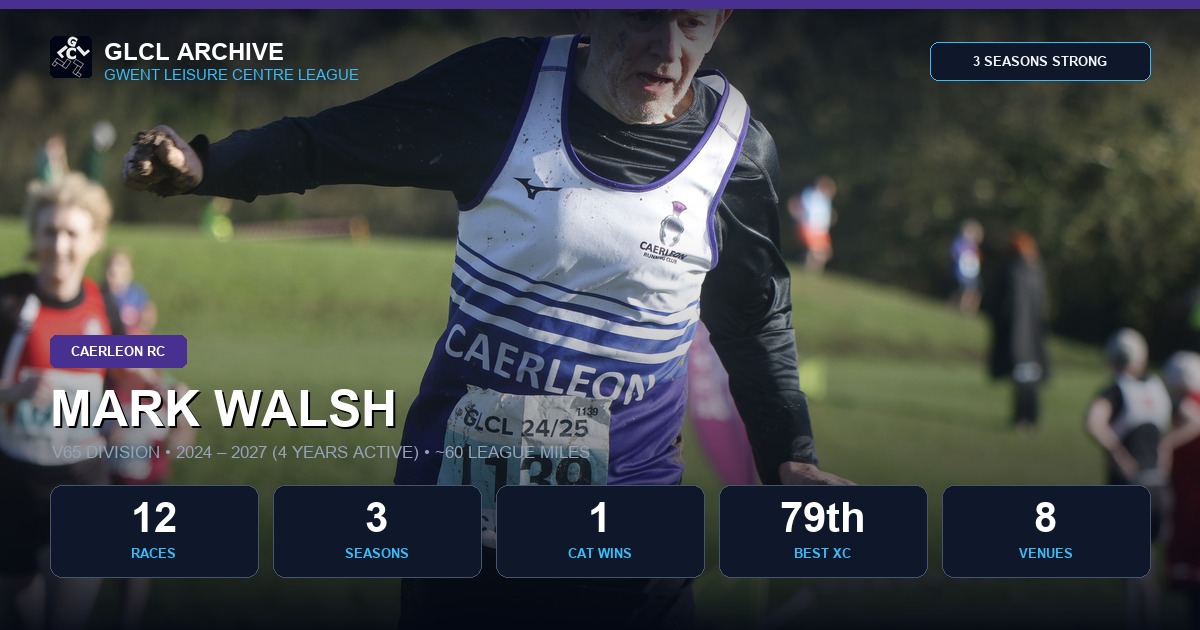 GLCL ARCHIVE
GWENT LEISURE CENTRE LEAGUE
3 SEASONS STRONG
CAERLEON
RUNNING CLUB
CAERLEON
CAERLEON RC
MARK WALSH
1139
GLCL 24/25
1139
V65 DIVISION • 2024 – 2027 (4 YEARS ACTIVE) • ~60 LEAGUE MILES
12
RACES
3
SEASONS
1
CAT WINS
79th
BEST XC
8
VENUES